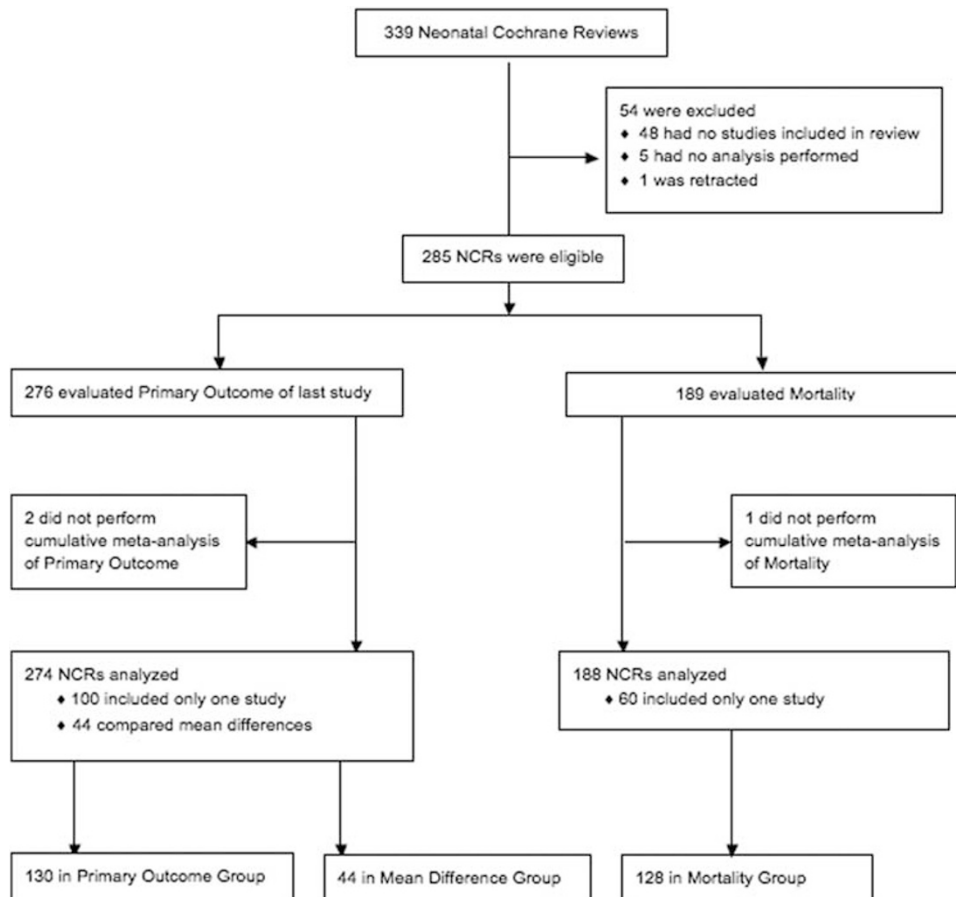 339 Neonatal Cochrane Reviews
54 were excluded
♦ 48 had no studies included in review
♦ 5 had no analysis performed
♦ 1 was retracted
285 NCRs were eligible
276 evaluated Primary Outcome of last study
189 evaluated Mortality
2 did not perform
cumulative meta-analysis
of Primary Outcome
1 did not perform
cumulative meta-analysis
of Mortality
274 NCRs analyzed
♦ 100 included only one study
♦ 44 compared mean differences
188 NCRs analyzed
♦ 60 included only one study
130 in Primary Outcome Group
44 in Mean Difference Group
128 in Mortality Group